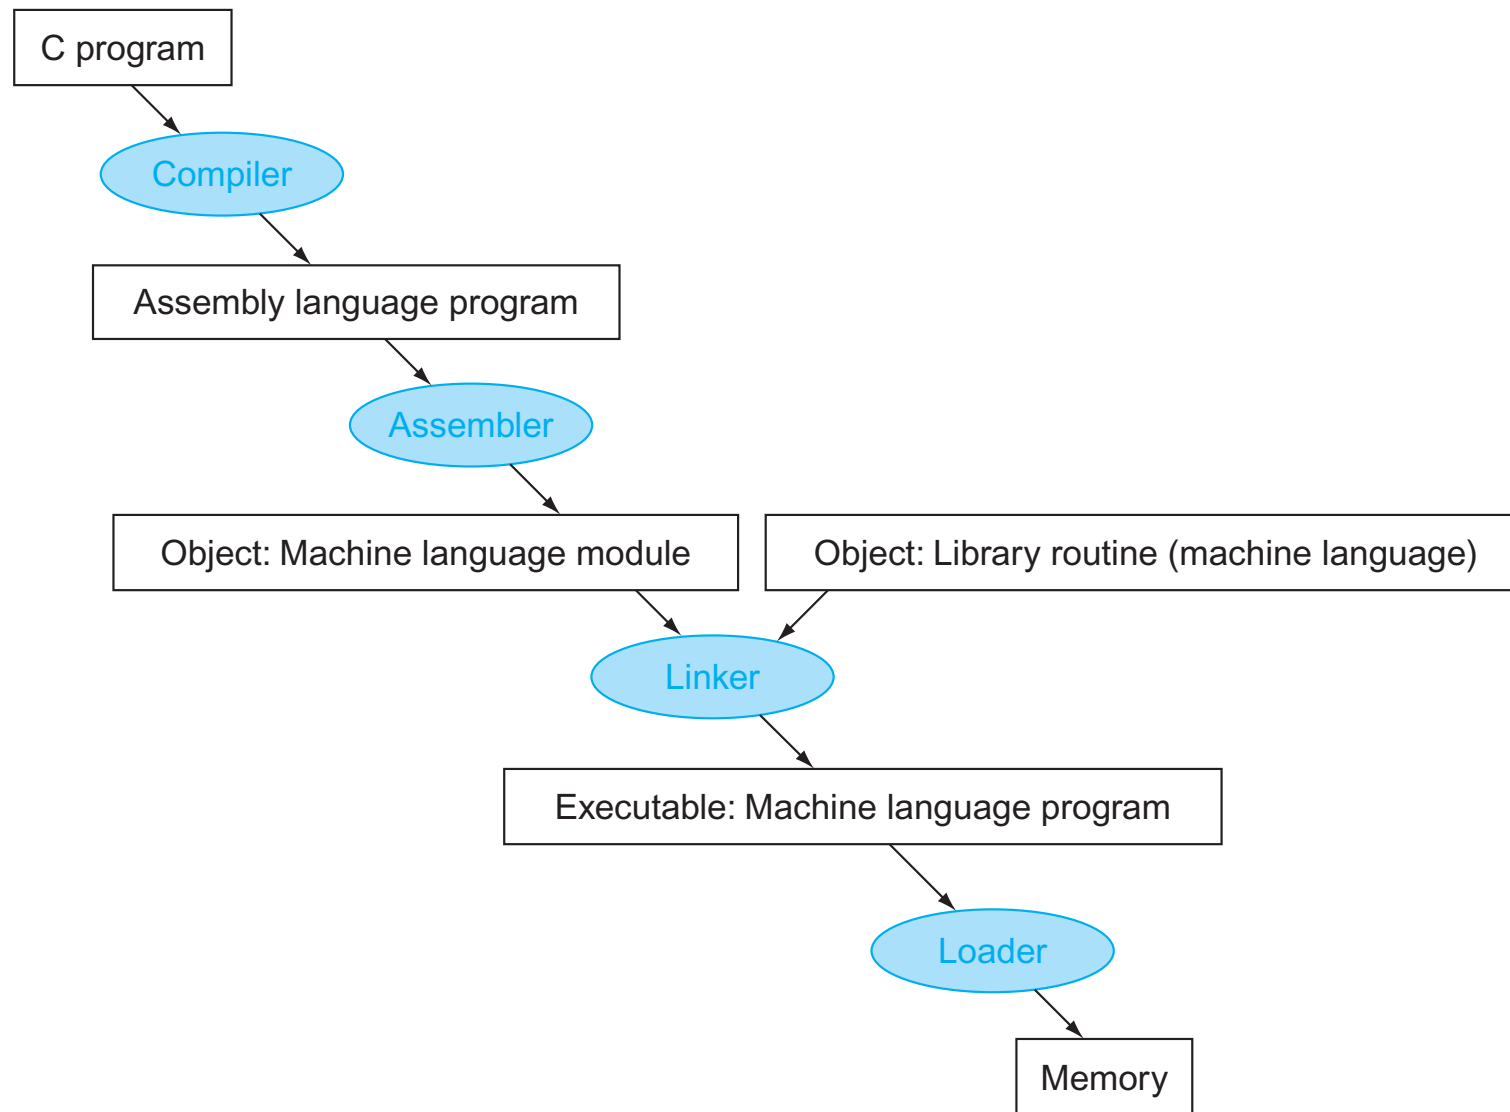 C program
Compiler
Assembly language program
Assembler
Object: Machine language module
Object: Library routine (machine language)
Linker
Executable: Machine language program
Loader
Memory